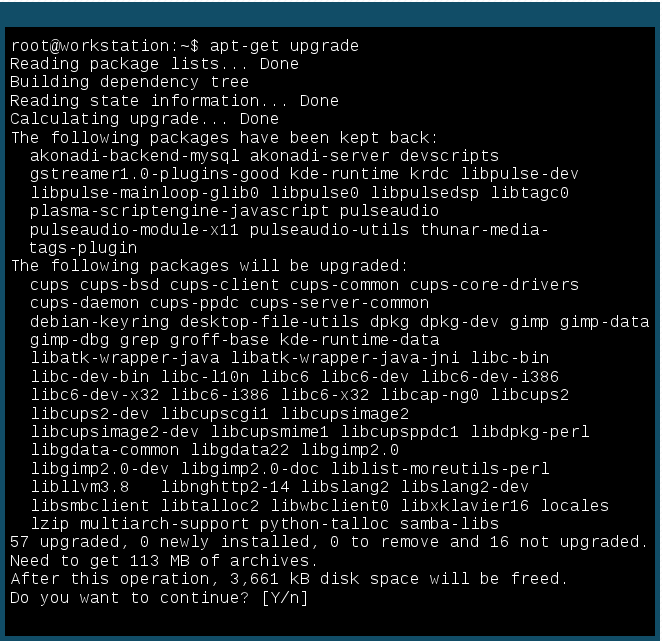 root@workstation:~$ apt-get upgrade
Reading package lists... Done
Building dependency tree
Reading state information... Done
Calculating upgrade... Done
The following packages have been kept back:
  akonadi-backend-mysql akonadi-server devscripts
  gstreamer1.0-plugins-good kde-runtime krdc libpulse-dev
  libpulse-mainloop-glib0 libpulse0 libpulsedsp libtagc0
  plasma-scriptengine-javascript pulseaudio
  pulseaudio-module-x11 pulseaudio-utils thunar-media-
  tags-plugin
The following packages will be upgraded:
  cups cups-bsd cups-client cups-common cups-core-drivers
  cups-daemon cups-ppdc cups-server-common
  debian-keyring desktop-file-utils dpkg dpkg-dev gimp gimp-data
  gimp-dbg grep groff-base kde-runtime-data
  libatk-wrapper-java libatk-wrapper-java-jni libc-bin
  libc-dev-bin libc-l10n libc6 libc6-dev libc6-dev-i386
  libc6-dev-x32 libc6-i386 libc6-x32 libcap-ng0 libcups2
  libcups2-dev libcupscgi1 libcupsimage2
  libcupsimage2-dev libcupsmime1 libcupsppdc1 libdpkg-perl
  libgdata-common libgdata22 libgimp2.0
  libgimp2.0-dev libgimp2.0-doc liblist-moreutils-perl
  libllvm3.8   libnghttp2-14 libslang2 libslang2-dev
  libsmbclient libtalloc2 libwbclient0 libxklavier16 locales
  lzip multiarch-support python-talloc samba-libs
57 upgraded, 0 newly installed, 0 to remove and 16 not upgraded.
Need to get 113 MB of archives.
After this operation, 3,661 kB disk space will be freed.
Do you want to continue? [Y/n]